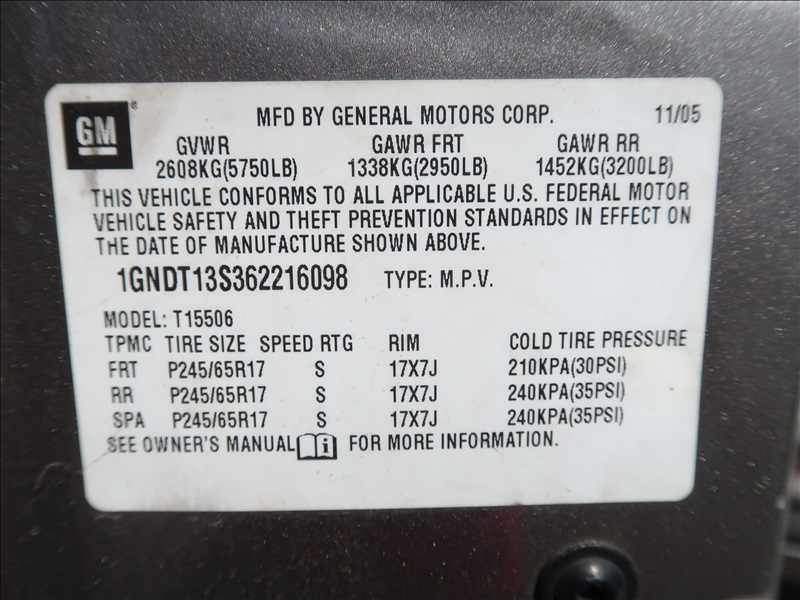 GM ® MFD BY GENERAL MOTORS CORP. 11/05
GVWR GAWR FRT GAWR RR
2608KG(5750LB) 1338KG(2950LB) 1452KG(3200LB)
THIS VEHICLE CONFORMS TO ALL APPLICABLE U.S. FEDERAL MOTOR
VEHICLE SAFETY AND THEFT PREVENTION STANDARDS IN EFFECT ON
THE DATE OF MANUFACTURE SHOWN ABOVE.
1GNDT13S362216098 TYPE: M.P.V.
MODEL: T15506
TPMC TIRE SIZE SPEED RTG RIM COLD TIRE PRESSURE
FRT P245/65R17 S 17X7J 210KPA(30PSI)
RR P245/65R17 S 17X7J 240KPA(35PSI)
SPA P245/65R17 S 17X7J 240KPA(35PSI)
SEE OWNER'S MANUAL i FOR MORE INFORMATION.